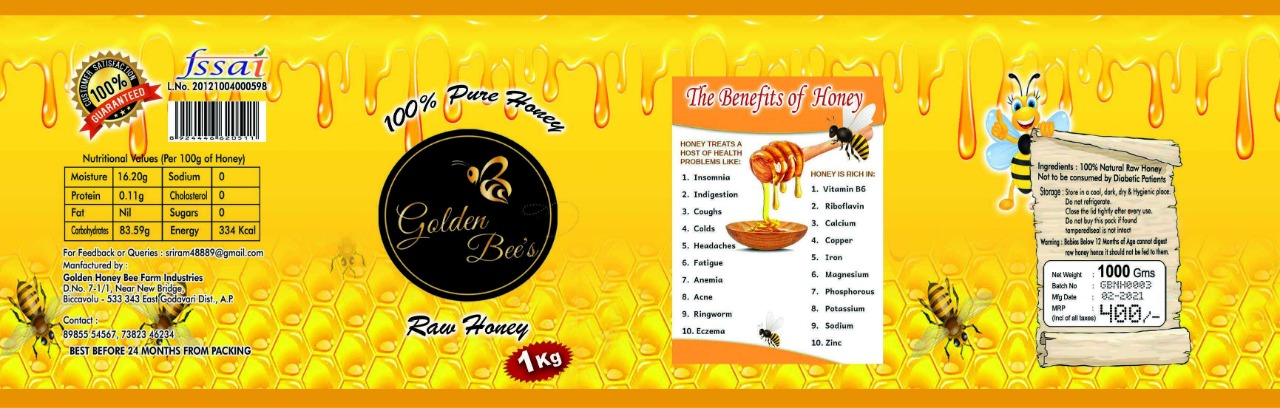 CUSTOMER SATISFACTION
100%
GUARANTEED
fssai
L.No. 20121004000598
8 924446 620511
Nutritional Values (Per 100g of Honey)
Moisture 16.20g Sodium 0
Protein 0.11g Cholosterol 0
Fat Nil Sugars 0
Carbohydrates 83.59g Energy 334 Kcal
For Feedback or Queries : sriram48889@gmail.com
Manfactured by :
Golden Honey Bee Farm Industries
D.No. 7-1/1, Near New Bridge,
Biccavolu - 533 343 East Godavari Dist., A.P.
Contact :
89855 54567, 73823 46234
BEST BEFORE 24 MONTHS FROM PACKING
100% Pure Honey
Golden
Bee's
Raw Honey
1 Kg
The Benefits of Honey
HONEY TREATS A
HOST OF HEALTH
PROBLEMS LIKE:
1. Insomnia
2. Indigestion
3. Coughs
4. Colds
5. Headaches
6. Fatigue
7. Anemia
8. Acne
9. Ringworm
10. Eczema
HONEY IS RICH IN:
1. Vitamin B6
2. Riboflavin
3. Calcium
4. Copper
5. Iron
6. Magnesium
7. Phosphorous
8. Potassium
9. Sodium
10. Zinc
Ingredients : 100% Natural Raw Honey
Not to be consumed by Diabetic Patients
Storage : Store in a cool, dark, dry & Hygienic place.
Do not refrigerate.
Close the lid tightly after every use.
Do not buy this pack if found
tamperedseal is not intact
Warning : Babies Below 12 Months of Age cannot digest
raw honey hence it should not be fed to them.
Net Weight : 1000 Gms
Batch No : GBNH0003
Mfg Date : 02-2021
MRP : 400/-
(Incl of all taxes)